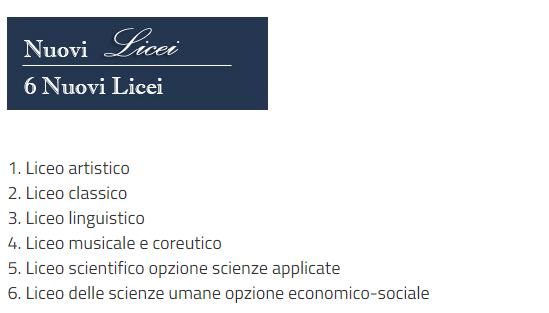 Nuovi Licei
6 Nuovi Licei
1. Liceo artistico
2. Liceo classico
3. Liceo linguistico
4. Liceo musicale e coreutico
5. Liceo scientifico opzione scienze applicate
6. Liceo delle scienze umane opzione economico-sociale